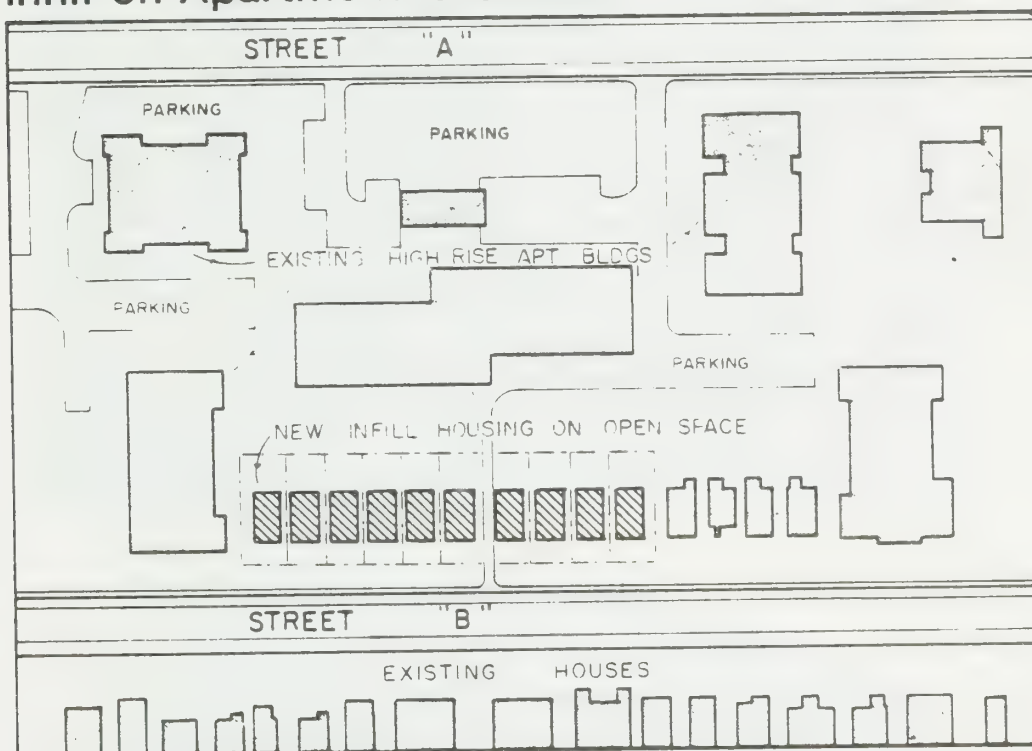 STREET "A"
PARKING
PARKING
EXISTING HIGH RISE APT BLDGS
PARKING
PARKING
NEW INFILL HOUSING ON OPEN SPACE
STREET "B"
EXISTING HOUSES